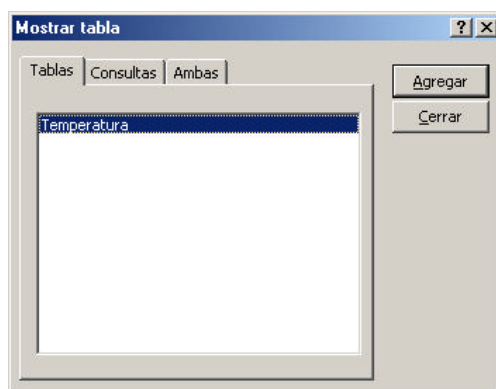 Mostrar tabla
Tablas Consultas Ambas
Agregar
Temperatura
Cerrar